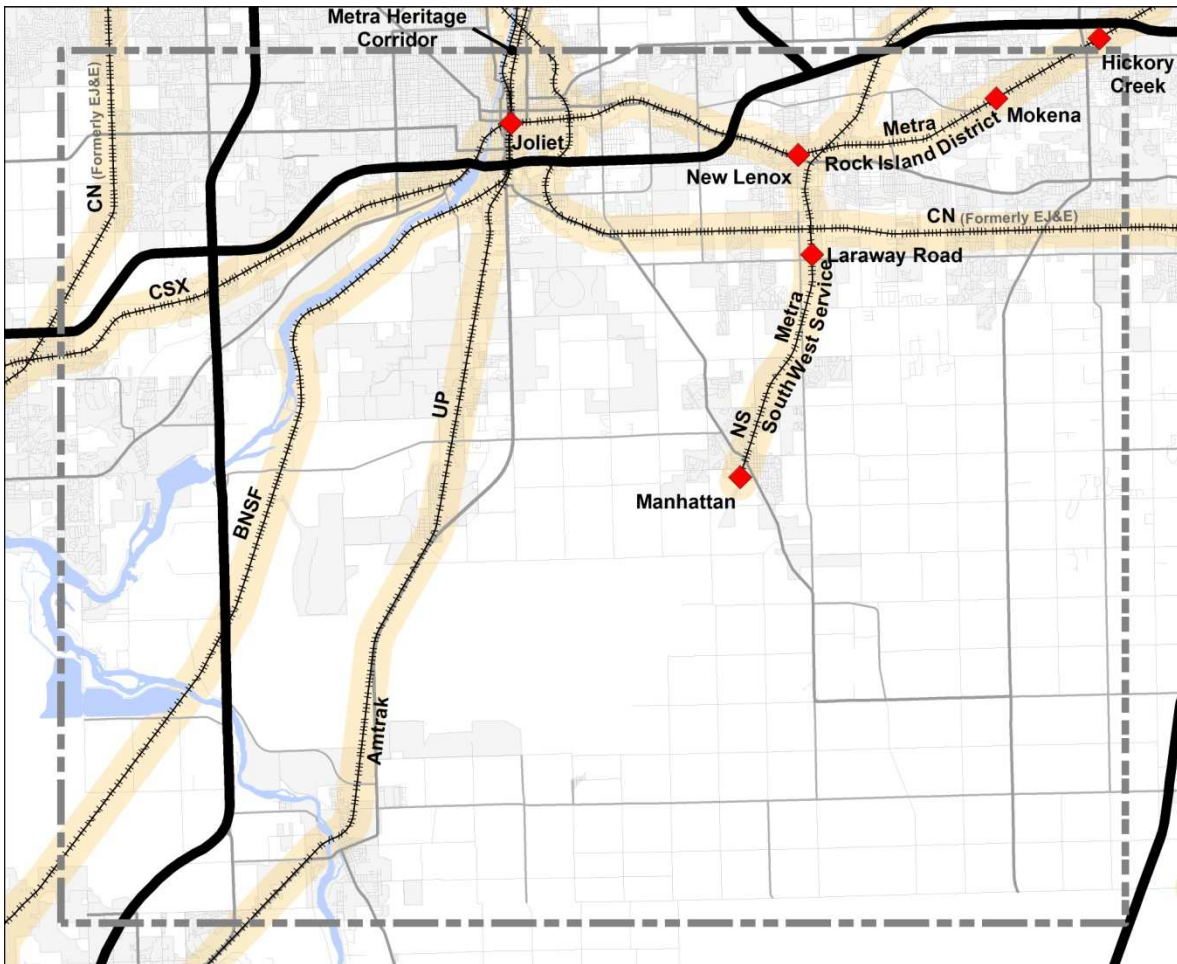 Metra Heritage
Corridor
Hickory
Creek
Mokena
Metra
Rock Island District
Joliet
New Lenox
CN (Formerly EJ&E)
CN (Formerly EJ&E)
Laraway Road
CSX
Metra
SouthWest Service
NS
UP
Manhattan
BNSF
Amtrak